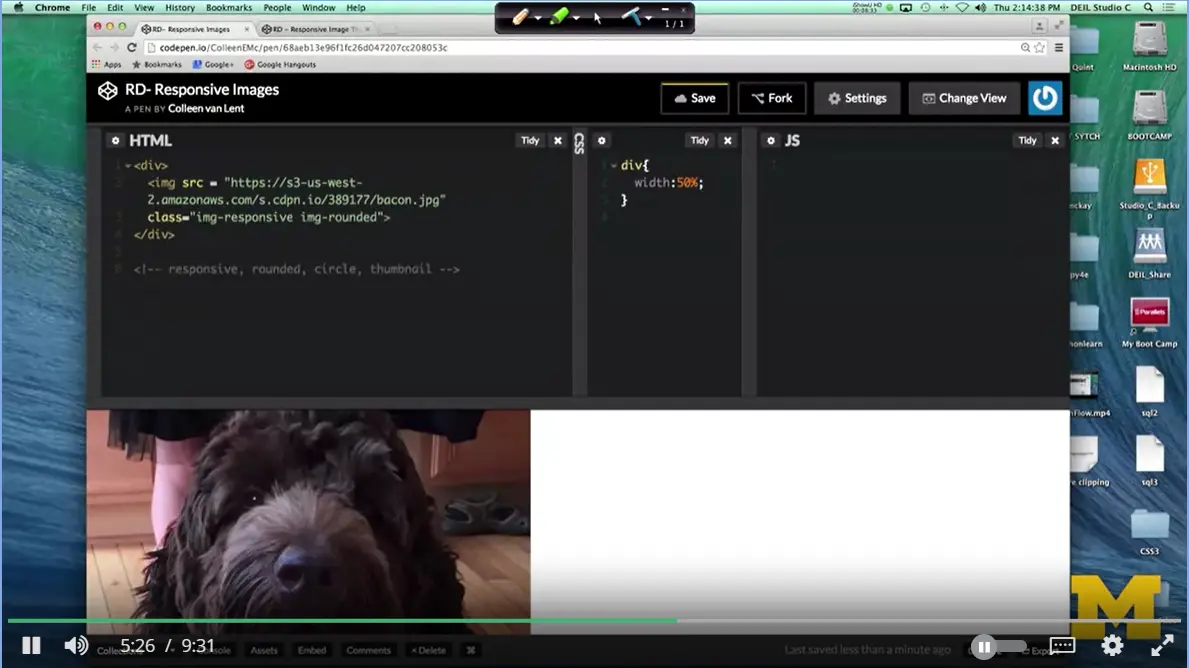 Chrome File Edit View History Bookmarks People Window Help
Thu 2:14:38 PM DEIL Studio C
1 / 1
RD- Responsive Images
RD - Responsive Image T
codepen.io/ColleenEMc/pen/68aeb13e96f1fc26d047207cc208053c
Apps Bookmarks Google+ Google Hangouts
RD- Responsive Images
A PEN BY Colleen van Lent
Save Fork Settings Change View
HTML Tidy CSS Tidy JS Tidy
<div>
<img src = "https://s3-us-west-
2.amazonaws.com/s.cdpn.io/389177/bacon.jpg"
class="img-responsive img-rounded">
</div>
<!-- responsive, rounded, circle, thumbnail -->
div{
width:50%;
}
Quint
Macintosh HD
SYTCH
BOOTCAMP
ckay
Studio_C_Backu
p
py4e
DEIL_Share
Parallels
onlearn
My Boot Camp
Flow.mp4
sql2
clipping
sql3
CSS3
M
5:26 / 9:31
Assets Embed Comments × Delete ⌘
Last saved less than a minute ago
Export